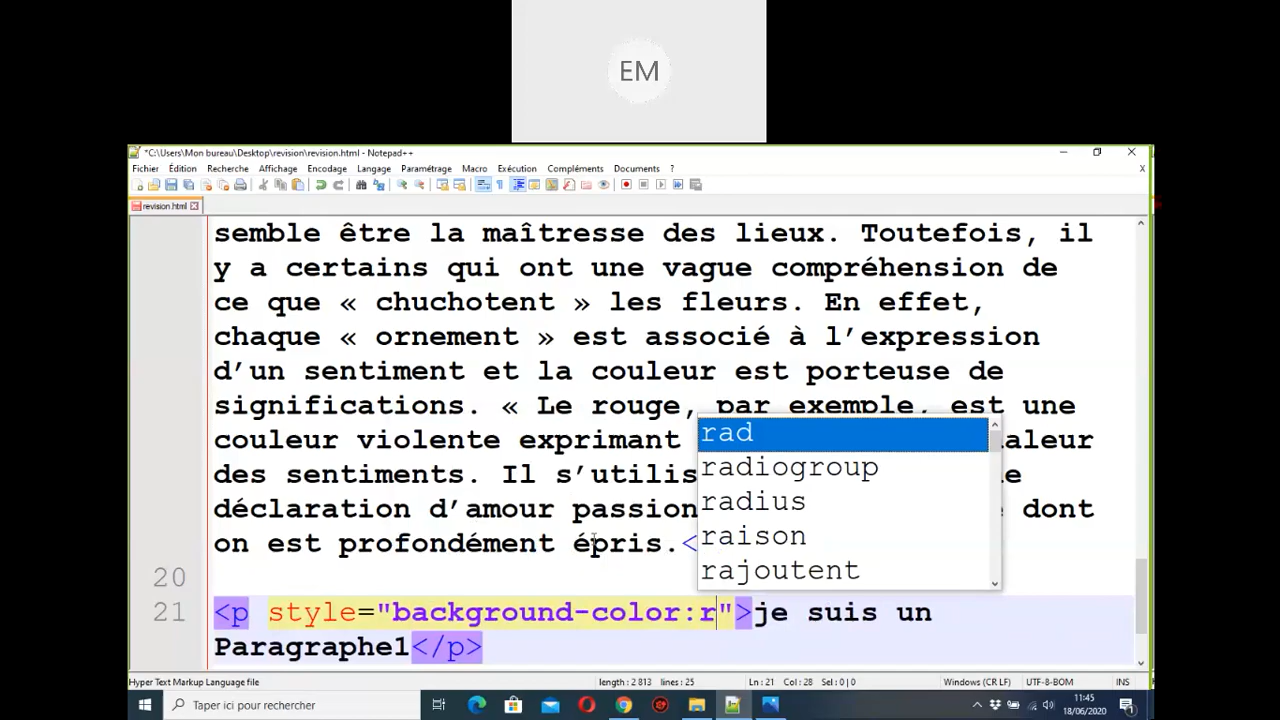 EM
*C:\Users\Mon bureau\Desktop\revision\revision.html - Notepad++
Fichier Édition Recherche Affichage Encodage Langage Paramétrage Macro Exécution Compléments Documents ? X
revision.html
semble être la maîtresse des lieux. Toutefois, il
y a certains qui ont une vague compréhension de
ce que « chuchotent » les fleurs. En effet,
chaque « ornement » est associé à l’expression
d’un sentiment et la couleur est porteuse de
significations. « Le rouge, par exemple, est une
couleur violente exprimant aleur
des sentiments. Il s’utilis e
déclaration d’amour passion dont
on est profondément épris.<
rad
radiogroup
radius
raison
rajoutent
20
21 <p style="background-color:r">je suis un
Paragraphe1</p>
Hyper Text Markup Language file length : 2 813 lines : 25 Ln : 21 Col : 28 Sel : 0 | 0 Windows (CR LF) UTF-8-BOM INS
Taper ici pour rechercher
11:45
18/06/2020
1